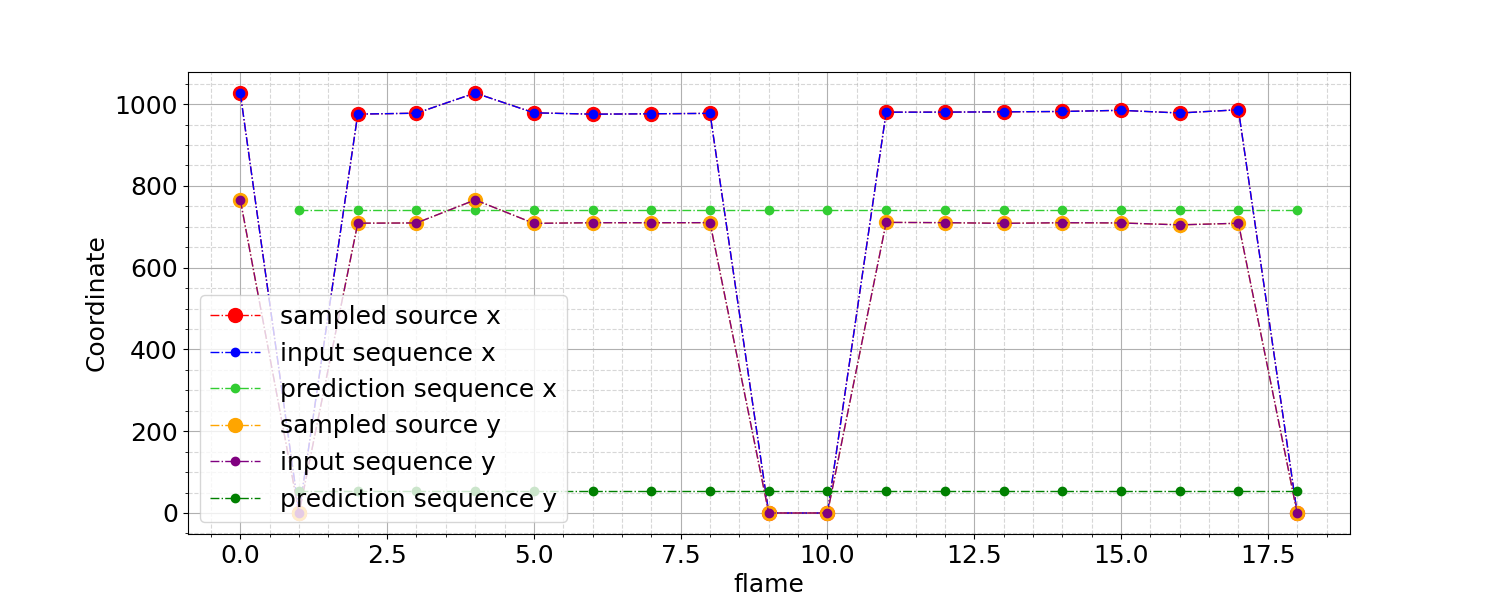 1000
800
600
400
200
0
Coordinate
sampled source x
input sequence x
prediction sequence x
sampled source y
input sequence y
prediction sequence y
0.0 2.5 5.0 7.5 10.0 12.5 15.0 17.5
flame